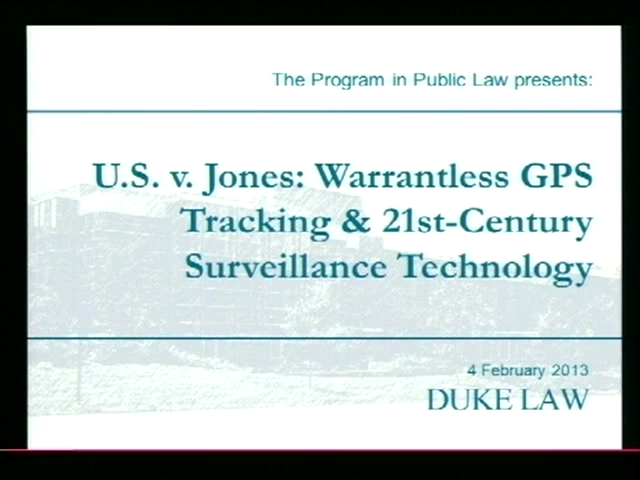 The Program in Public Law presents:
U.S. v. Jones: Warrantless GPS
Tracking & 21st-Century
Surveillance Technology
4 February 2013
DUKE LAW